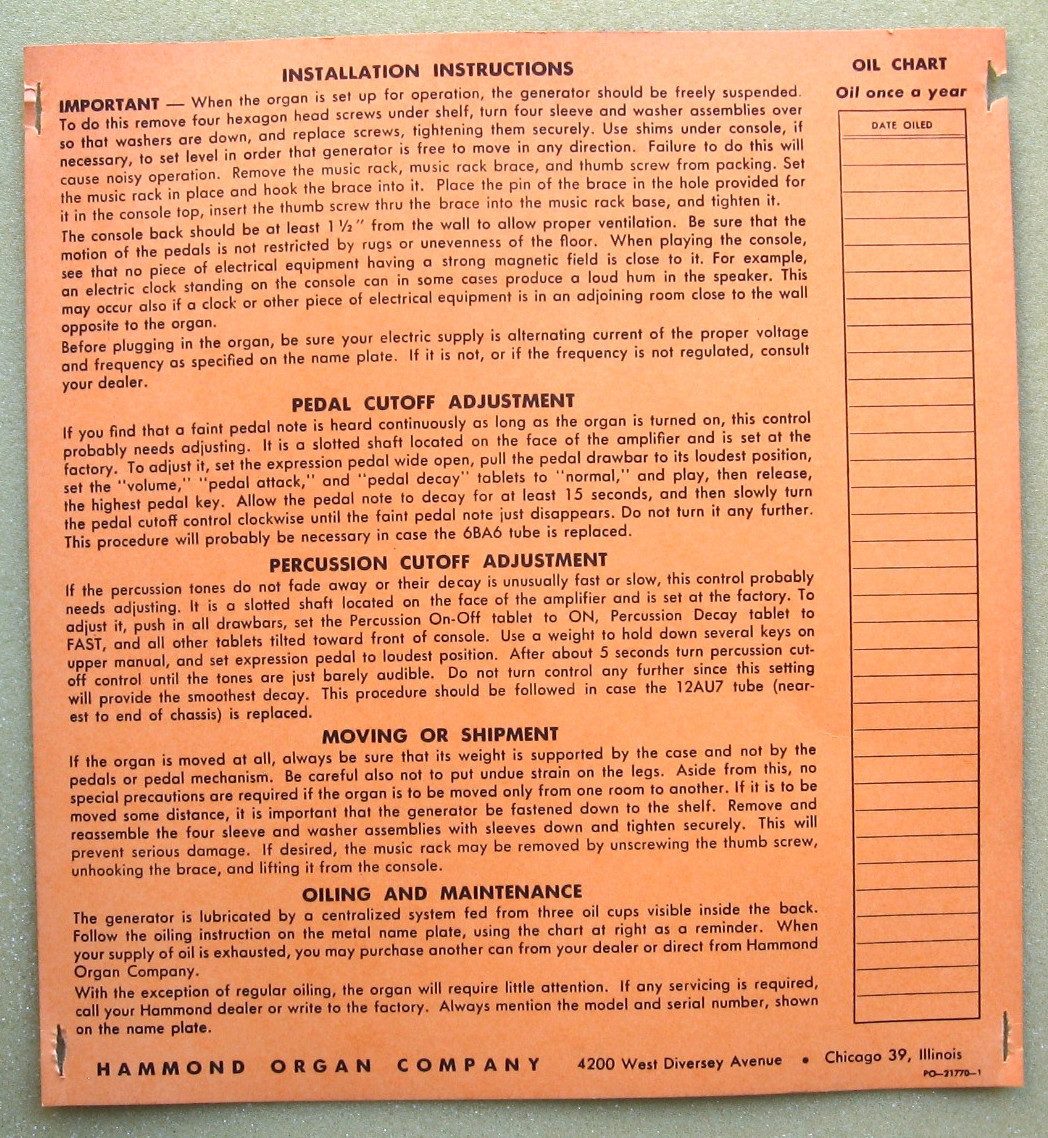 INSTALLATION INSTRUCTIONS
IMPORTANT — When the organ is set up for operation, the generator should be freely suspended.
To do this remove four hexagon head screws under shelf, turn four sleeve and washer assemblies over
so that washers are down, and replace screws, tightening them securely. Use shims under console, if
necessary, to set level in order that generator is free to move in any direction. Failure to do this will
cause noisy operation. Remove the music rack, music rack brace, and thumb screw from packing. Set
the music rack in place and hook the brace into it. Place the pin of the brace in the hole provided for
it in the console top, insert the thumb screw thru the brace into the music rack base, and tighten it.
The console back should be at least 1½" from the wall to allow proper ventilation. Be sure that the
motion of the pedals is not restricted by rugs or unevenness of the floor. When playing the console,
see that no piece of electrical equipment having a strong magnetic field is close to it. For example,
an electric clock standing on the console can in some cases produce a loud hum in the speaker. This
may occur also if a clock or other piece of electrical equipment is in an adjoining room close to the wall
opposite to the organ.
Before plugging in the organ, be sure your electric supply is alternating current of the proper voltage
and frequency as specified on the name plate. If it is not, or if the frequency is not regulated, consult
your dealer.
PEDAL CUTOFF ADJUSTMENT
If you find that a faint pedal note is heard continuously as long as the organ is turned on, this control
probably needs adjusting. It is a slotted shaft located on the face of the amplifier and is set at the
factory. To adjust it, set the expression pedal wide open, pull the pedal drawbar to its loudest position,
set the "volume," "pedal attack," and "pedal decay" tablets to "normal," and play, then release,
the highest pedal key. Allow the pedal note to decay for at least 15 seconds, and then slowly turn
the pedal cutoff control clockwise until the faint pedal note just disappears. Do not turn it any further.
This procedure will probably be necessary in case the 6BA6 tube is replaced.
PERCUSSION CUTOFF ADJUSTMENT
If the percussion tones do not fade away or their decay is unusually fast or slow, this control probably
needs adjusting. It is a slotted shaft located on the face of the amplifier and is set at the factory. To
adjust it, push in all drawbars, set the Percussion On-Off tablet to ON, Percussion Decay tablet to
FAST, and all other tablets tilted toward front of console. Use a weight to hold down several keys on
upper manual, and set expression pedal to loudest position. After about 5 seconds turn percussion cut-
off control until the tones are just barely audible. Do not turn control any further since this setting
will provide the smoothest decay. This procedure should be followed in case the 12AU7 tube (near-
est to end of chassis) is replaced.
MOVING OR SHIPMENT
If the organ is moved at all, always be sure that its weight is supported by the case and not by the
pedals or pedal mechanism. Be careful also not to put undue strain on the legs. Aside from this, no
special precautions are required if the organ is to be moved only from one room to another. If it is to be
moved some distance, it is important that the generator be fastened down to the shelf. Remove and
reassemble the four sleeve and washer assemblies with sleeves down and tighten securely. This will
prevent serious damage. If desired, the music rack may be removed by unscrewing the thumb screw,
unhooking the brace, and lifting it from the console.
OILING AND MAINTENANCE
The generator is lubricated by a centralized system fed from three oil cups visible inside the back.
Follow the oiling instruction on the metal name plate, using the chart at right as a reminder. When
your supply of oil is exhausted, you may purchase another can from your dealer or direct from Hammond
Organ Company.
With the exception of regular oiling, the organ will require little attention. If any servicing is required,
call your Hammond dealer or write to the factory. Always mention the model and serial number, shown
on the name plate.
OIL CHART
Oil once a year
DATE OILED
HAMMOND ORGAN COMPANY 4200 West Diversey Avenue • Chicago 39, Illinois
PO—21770—1